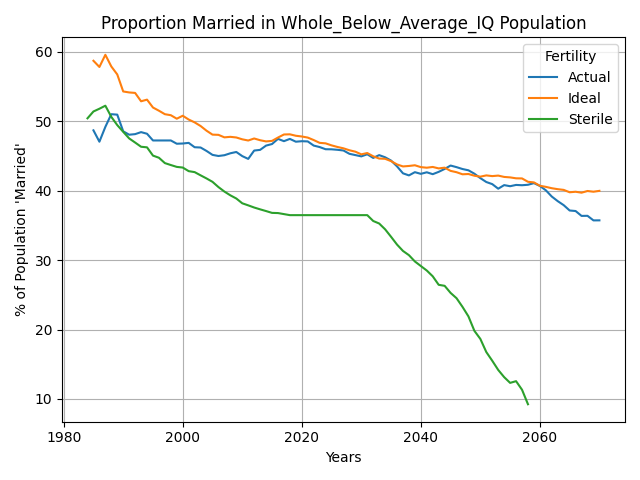 Proportion Married in Whole_Below_Average_IQ Population
Fertility
Actual
Ideal
Sterile
% of Population 'Married'
60
50
40
30
20
10
1980
2000
2020
2040
2060
Years